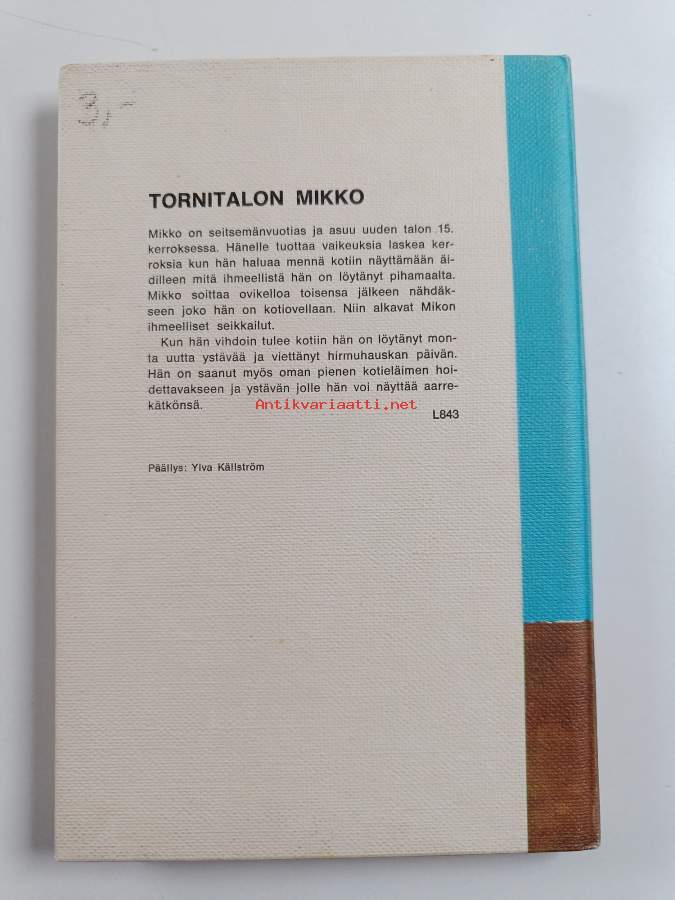 3,-
TORNITALON MIKKO
Mikko on seitsemänvuotias ja asuu uuden talon 15.
kerroksessa. Hänelle tuottaa vaikeuksia laskea ker-
roksia kun hän haluaa mennä kotiin näyttämään äi-
dilleen mitä ihmeellistä hän on löytänyt pihamaalta.
Mikko soittaa ovikelloa toisensa jälkeen nähdäk-
seen joko hän on kotiovellaan. Niin alkavat Mikon
ihmeelliset seikkailut.
Kun hän vihdoin tulee kotiin hän on löytänyt mon-
ta uutta ystävää ja viettänyt hirmuhauskan päivän.
Hän on saanut myös oman pienen kotieläimen hoi-
dettavakseen ja ystävän jolle hän voi näyttää aarre-
kätkönsä.
Antikvariaatti.net
L843
Päällys: Ylva Källström